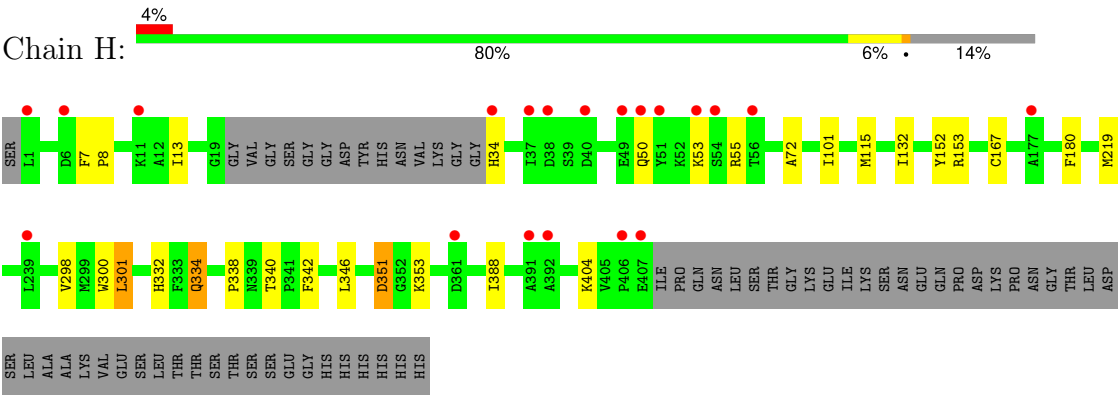 4%
Chain H:
80% 6% • 14%
SER L1 D6 F7 P8 K11 A12 I13 G19 GLY VAL GLY SER GLY GLY ASP TYR HIS ASN VAL LYS GLY GLY H34 I37 D38 S39 D40 E49 Q50 Y51 K52 K53 S54 R55 T56 A72 I101 M115 I132 Y152 R153 C167 A177 F180 M219
L239 V298 M299 W300 L301 H332 F333 Q334 P338 N339 T340 P341 F342 L346 D351 G352 K353 D361 I388 A391 A392 K404 V405 P406 E407 ILE PRO GLN ASN LEU SER THR GLY LYS GLU ILE LYS SER ASN GLU GLN PRO ASP LYS PRO ASN GLY THR LEU ASP
SER LEU ALA ALA LYS VAL GLU SER LEU THR THR SER THR SER SER GLU GLY HIS HIS HIS HIS HIS HIS